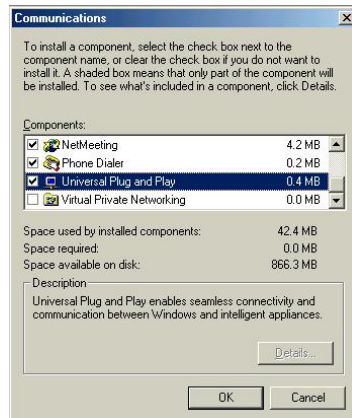 Communications
To install a component, select the check box next to the
component name, or clear the check box if you do not want to
install it. A shaded box means that only part of the component will
be installed. To see what's included in a component, click Details.
Components:
NetMeeting 4.2 MB
Phone Dialer 0.2 MB
Universal Plug and Play 0.4 MB
Virtual Private Networking 0.0 MB
Space used by installed components: 42.4 MB
Space required: 0.0 MB
Space available on disk: 866.3 MB
Description
Universal Plug and Play enables seamless connectivity and
communication between Windows and intelligent appliances.
Details...
OK Cancel